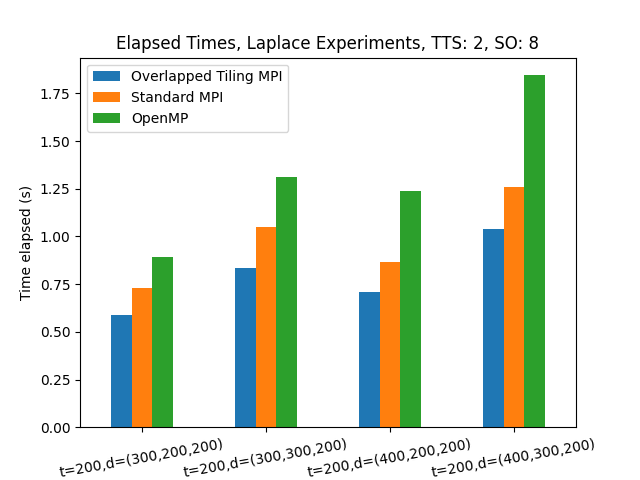 Elapsed Times, Laplace Experiments, TTS: 2, SO: 8
Overlapped Tiling MPI
Standard MPI
OpenMP
Time elapsed (s)
1.75
1.50
1.25
1.00
0.75
0.50
0.25
0.00
t=200,d=(300,200,200)
t=200,d=(300,300,200)
t=200,d=(400,200,200)
t=200,d=(400,300,200)